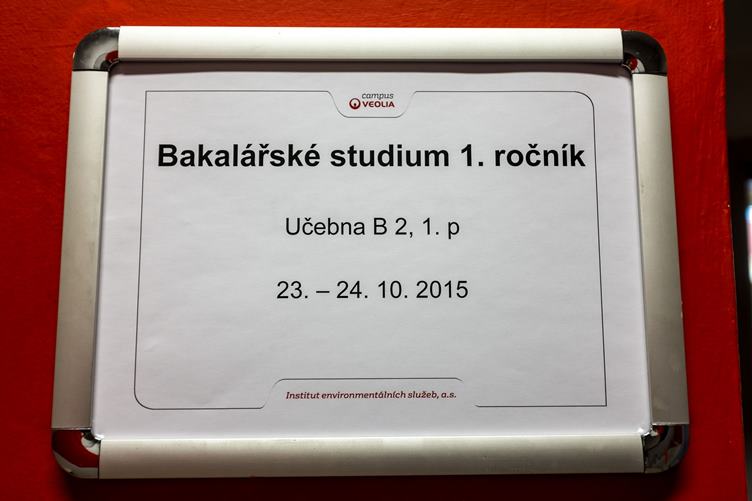 campus
VEOLIA
Bakalářské studium 1. ročník
Učebna B 2, 1. p
23. – 24. 10. 2015
Institut environmentálních služeb, a.s.